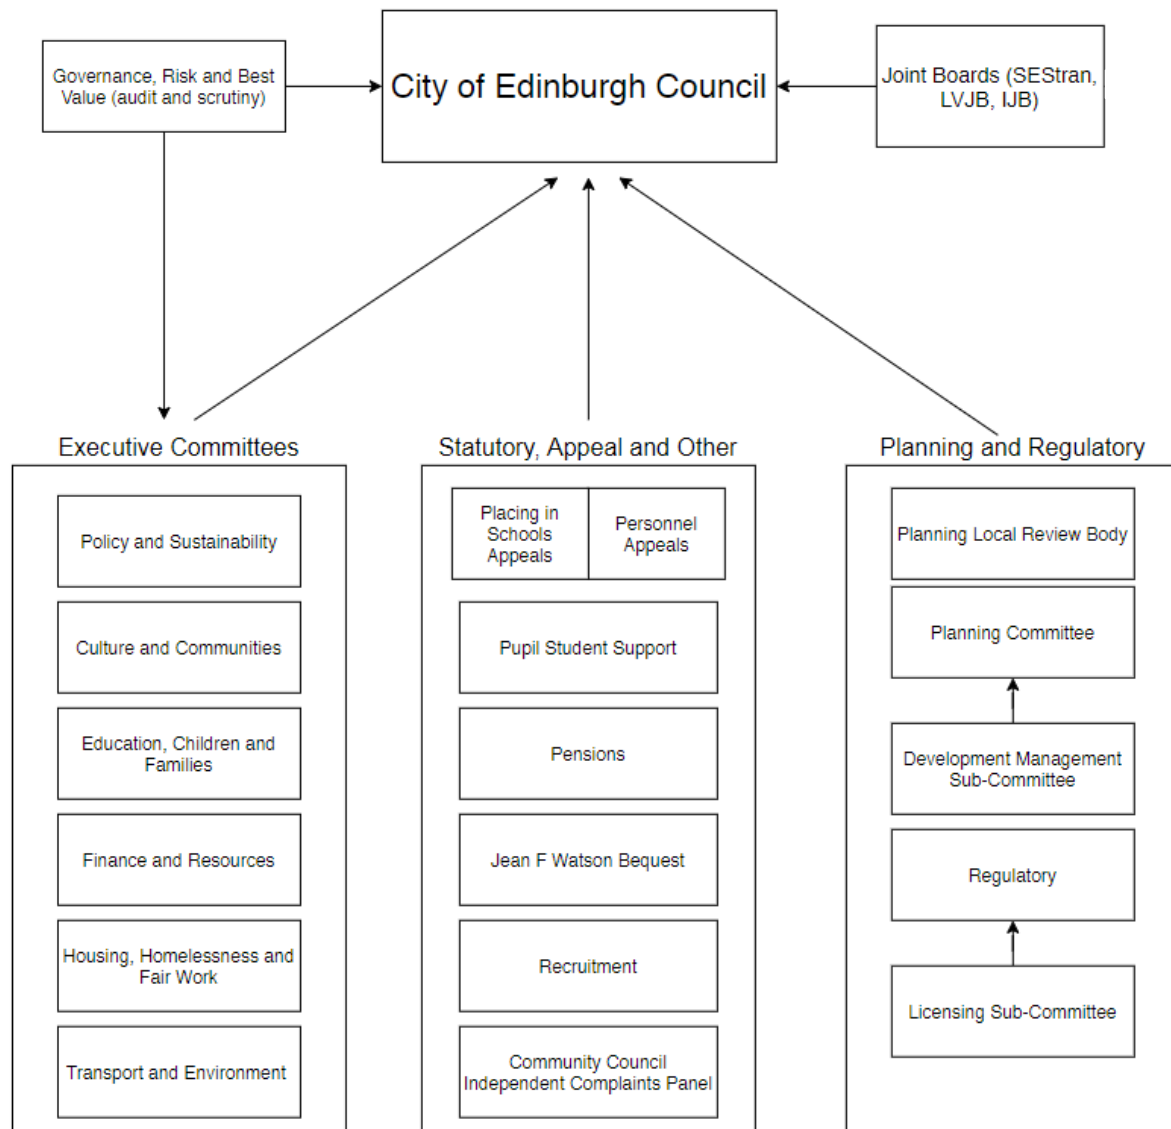 Governance, Risk and Best
Value (audit and scrutiny)
City of Edinburgh Council
Joint Boards (SEStran,
LVJB, IJB)
Executive Committees
Policy and Sustainability
Culture and Communities
Education, Children and
Families
Finance and Resources
Housing, Homelessness and
Fair Work
Transport and Environment
Statutory, Appeal and Other
Placing in
Schools
Appeals
Personnel
Appeals
Pupil Student Support
Pensions
Jean F Watson Bequest
Recruitment
Community Council
Independent Complaints Panel
Planning and Regulatory
Planning Local Review Body
Planning Committee
Development Management
Sub-Committee
Regulatory
Licensing Sub-Committee